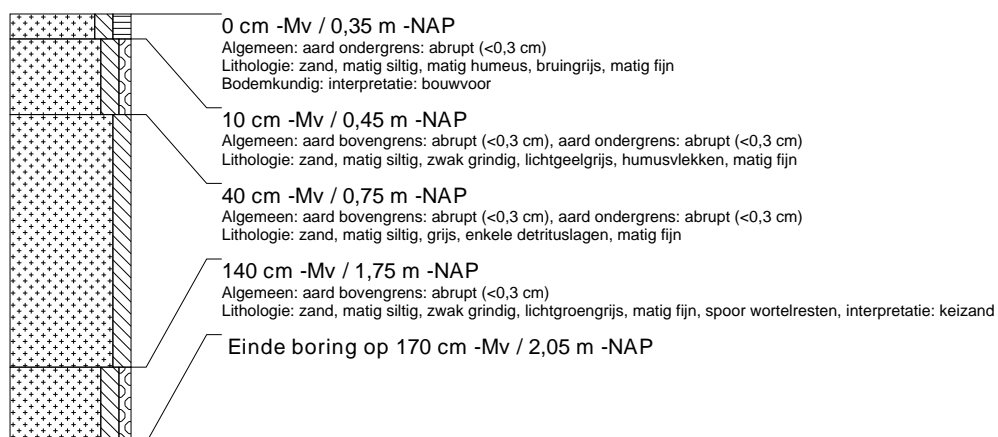 0 cm -Mv / 0,35 m -NAP
Algemeen: aard ondergrens: abrupt (<0,3 cm)
Lithologie: zand, matig siltig, matig humeus, bruingrijs, matig fijn
Bodemkundig: interpretatie: bouwvoor
10 cm -Mv / 0,45 m -NAP
Algemeen: aard bovengrens: abrupt (<0,3 cm), aard ondergrens: abrupt (<0,3 cm)
Lithologie: zand, matig siltig, zwak grindig, lichtgeelgrijs, humusvlekken, matig fijn
40 cm -Mv / 0,75 m -NAP
Algemeen: aard bovengrens: abrupt (<0,3 cm), aard ondergrens: abrupt (<0,3 cm)
Lithologie: zand, matig siltig, grijs, enkele detrituslagen, matig fijn
140 cm -Mv / 1,75 m -NAP
Algemeen: aard bovengrens: abrupt (<0,3 cm)
Lithologie: zand, matig siltig, zwak grindig, lichtgroengrijs, matig fijn, spoor wortelresten, interpretatie: keizand
Einde boring op 170 cm -Mv / 2,05 m -NAP